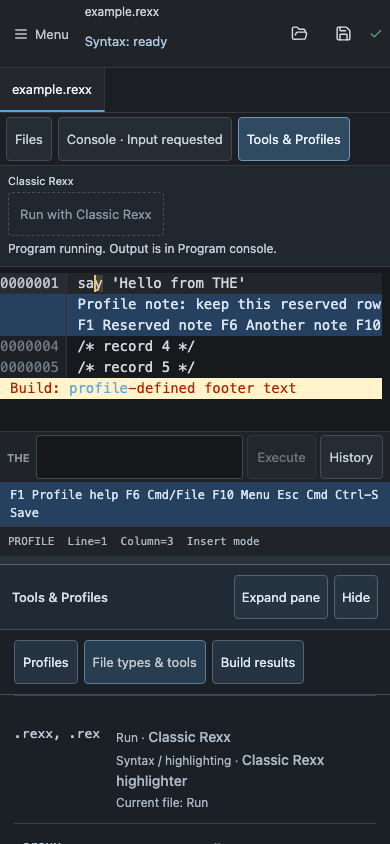 example.rexx
Menu
Syntax: ready
example.rexx
Files
Console · Input requested
Tools & Profiles
Classic Rexx
Run with Classic Rexx
Program running. Output is in Program console.
0000001 say 'Hello from THE'
Profile note: keep this reserved row
F1 Reserved note F6 Another note F10
0000004 /* record 4 */
0000005 /* record 5 */
Build: profile-defined footer text
THE
Execute
History
F1 Profile help F6 Cmd/File F10 Menu Esc Cmd Ctrl-S
Save
PROFILE Line=1 Column=3 Insert mode
Tools & Profiles
Expand pane
Hide
Profiles
File types & tools
Build results
.rexx, .rex
Run · Classic Rexx
Syntax / highlighting · Classic Rexx
highlighter
Current file: Run